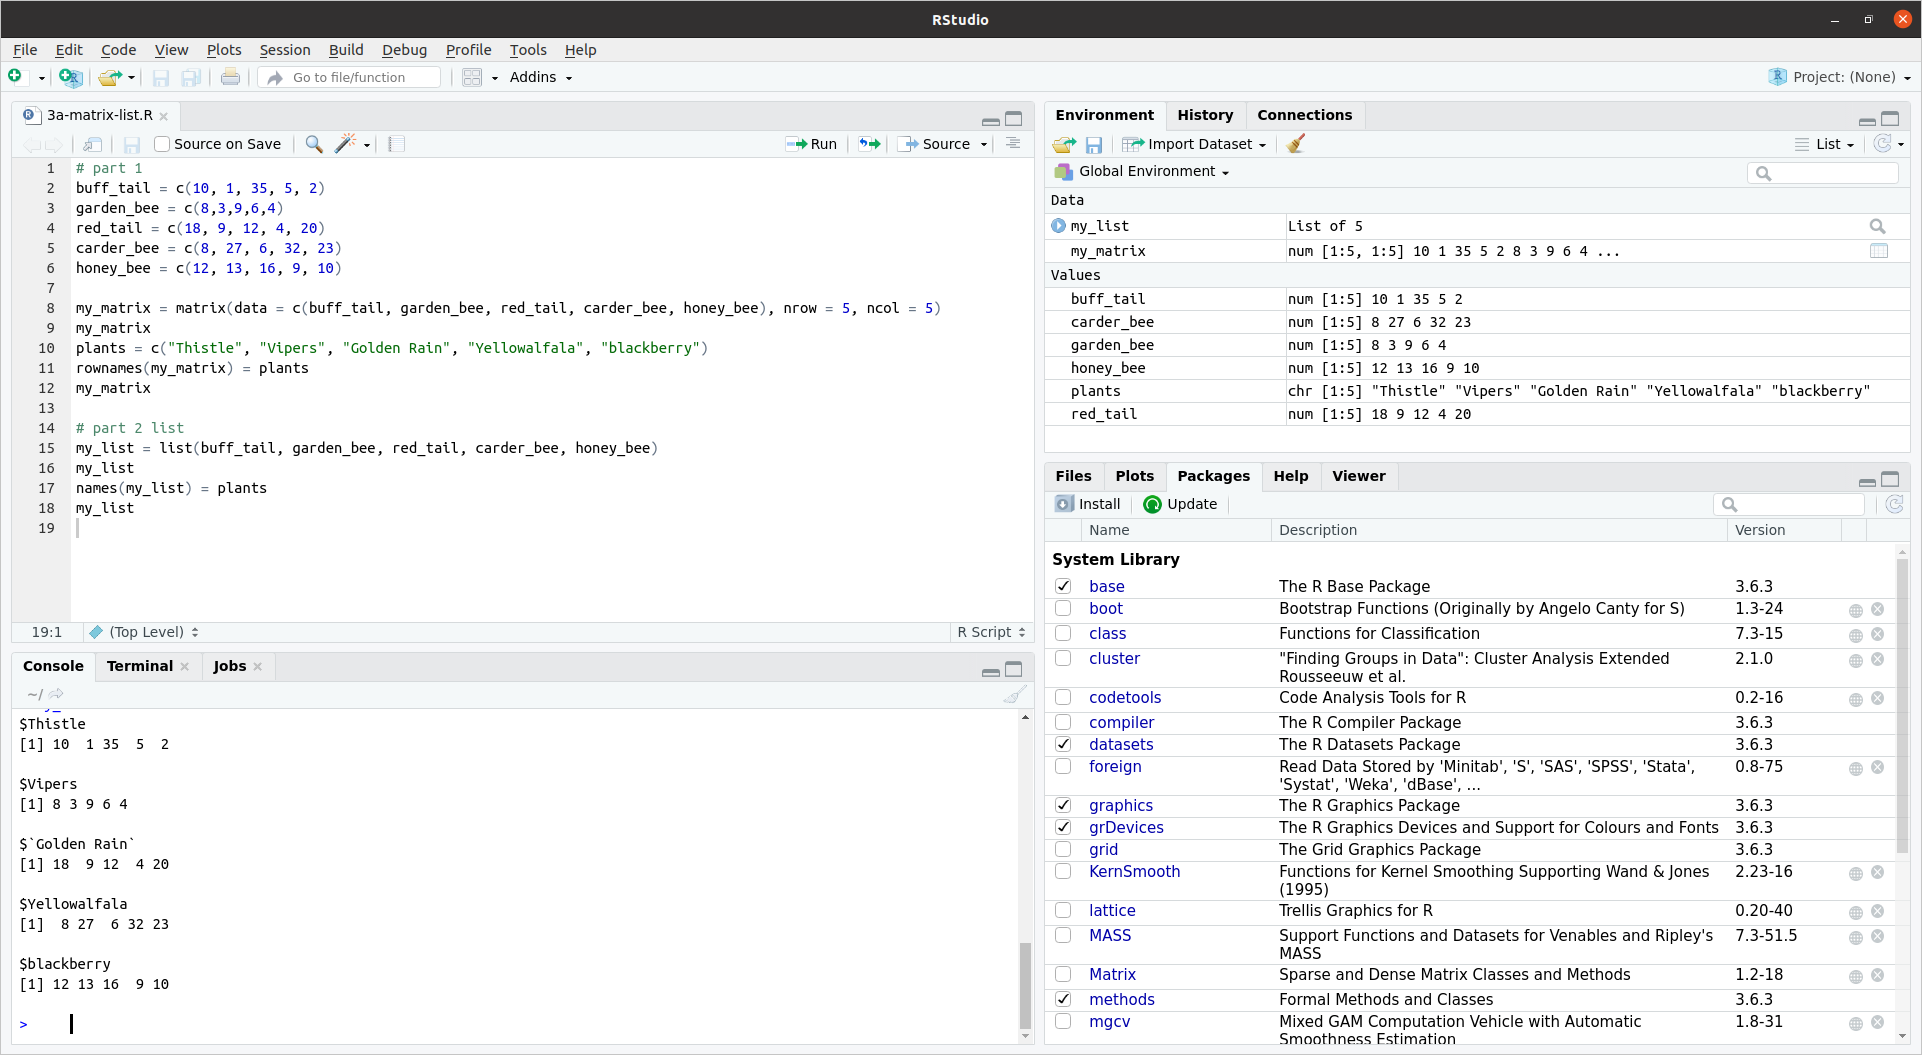 RStudio
File Edit Code View Plots Session Build Debug Profile Tools Help
Go to file/function Addins Project: (None)
3a-matrix-list.R
Source on Save Run Source
1 # part 1
2 buff_tail = c(10, 1, 35, 5, 2)
3 garden_bee = c(8,3,9,6,4)
4 red_tail = c(18, 9, 12, 4, 20)
5 carder_bee = c(8, 27, 6, 32, 23)
6 honey_bee = c(12, 13, 16, 9, 10)
7
8 my_matrix = matrix(data = c(buff_tail, garden_bee, red_tail, carder_bee, honey_bee), nrow = 5, ncol = 5)
9 my_matrix
10 plants = c("Thistle", "Vipers", "Golden Rain", "Yellowalfala", "blackberry")
11 rownames(my_matrix) = plants
12 my_matrix
13
14 # part 2 list
15 my_list = list(buff_tail, garden_bee, red_tail, carder_bee, honey_bee)
16 my_list
17 names(my_list) = plants
18 my_list
19
19:1 (Top Level) R Script
Console Terminal Jobs
~/
$Thistle
[1] 10  1 35  5  2
$Vipers
[1] 8 3 9 6 4
$`Golden Rain`
[1] 18  9 12  4 20
$Yellowalfala
[1]  8 27  6 32 23
$blackberry
[1] 12 13 16  9 10
>
Environment History Connections
Import Dataset List
Global Environment
Data
my_list List of 5
my_matrix num [1:5, 1:5] 10 1 35 5 2 8 3 9 6 4 ...
Values
buff_tail num [1:5] 10 1 35 5 2
carder_bee num [1:5] 8 27 6 32 23
garden_bee num [1:5] 8 3 9 6 4
honey_bee num [1:5] 12 13 16 9 10
plants chr [1:5] "Thistle" "Vipers" "Golden Rain" "Yellowalfala" "blackberry"
red_tail num [1:5] 18 9 12 4 20
Files Plots Packages Help Viewer
Install Update
Name Description Version
System Library
base The R Base Package 3.6.3
boot Bootstrap Functions (Originally by Angelo Canty for S) 1.3-24
class Functions for Classification 7.3-15
cluster "Finding Groups in Data": Cluster Analysis Extended 2.1.0
Rousseeuw et al.
codetools Code Analysis Tools for R 0.2-16
compiler The R Compiler Package 3.6.3
datasets The R Datasets Package 3.6.3
foreign Read Data Stored by 'Minitab', 'S', 'SAS', 'SPSS', 'Stata', 0.8-75
'Systat', 'Weka', 'dBase', ...
graphics The R Graphics Package 3.6.3
grDevices The R Graphics Devices and Support for Colours and Fonts 3.6.3
grid The Grid Graphics Package 3.6.3
KernSmooth Functions for Kernel Smoothing Supporting Wand & Jones 2.23-16
(1995)
lattice Trellis Graphics for R 0.20-40
MASS Support Functions and Datasets for Venables and Ripley's 7.3-51.5
MASS
Matrix Sparse and Dense Matrix Classes and Methods 1.2-18
methods Formal Methods and Classes 3.6.3
mgcv Mixed GAM Computation Vehicle with Automatic 1.8-31
Smoothness Estimation